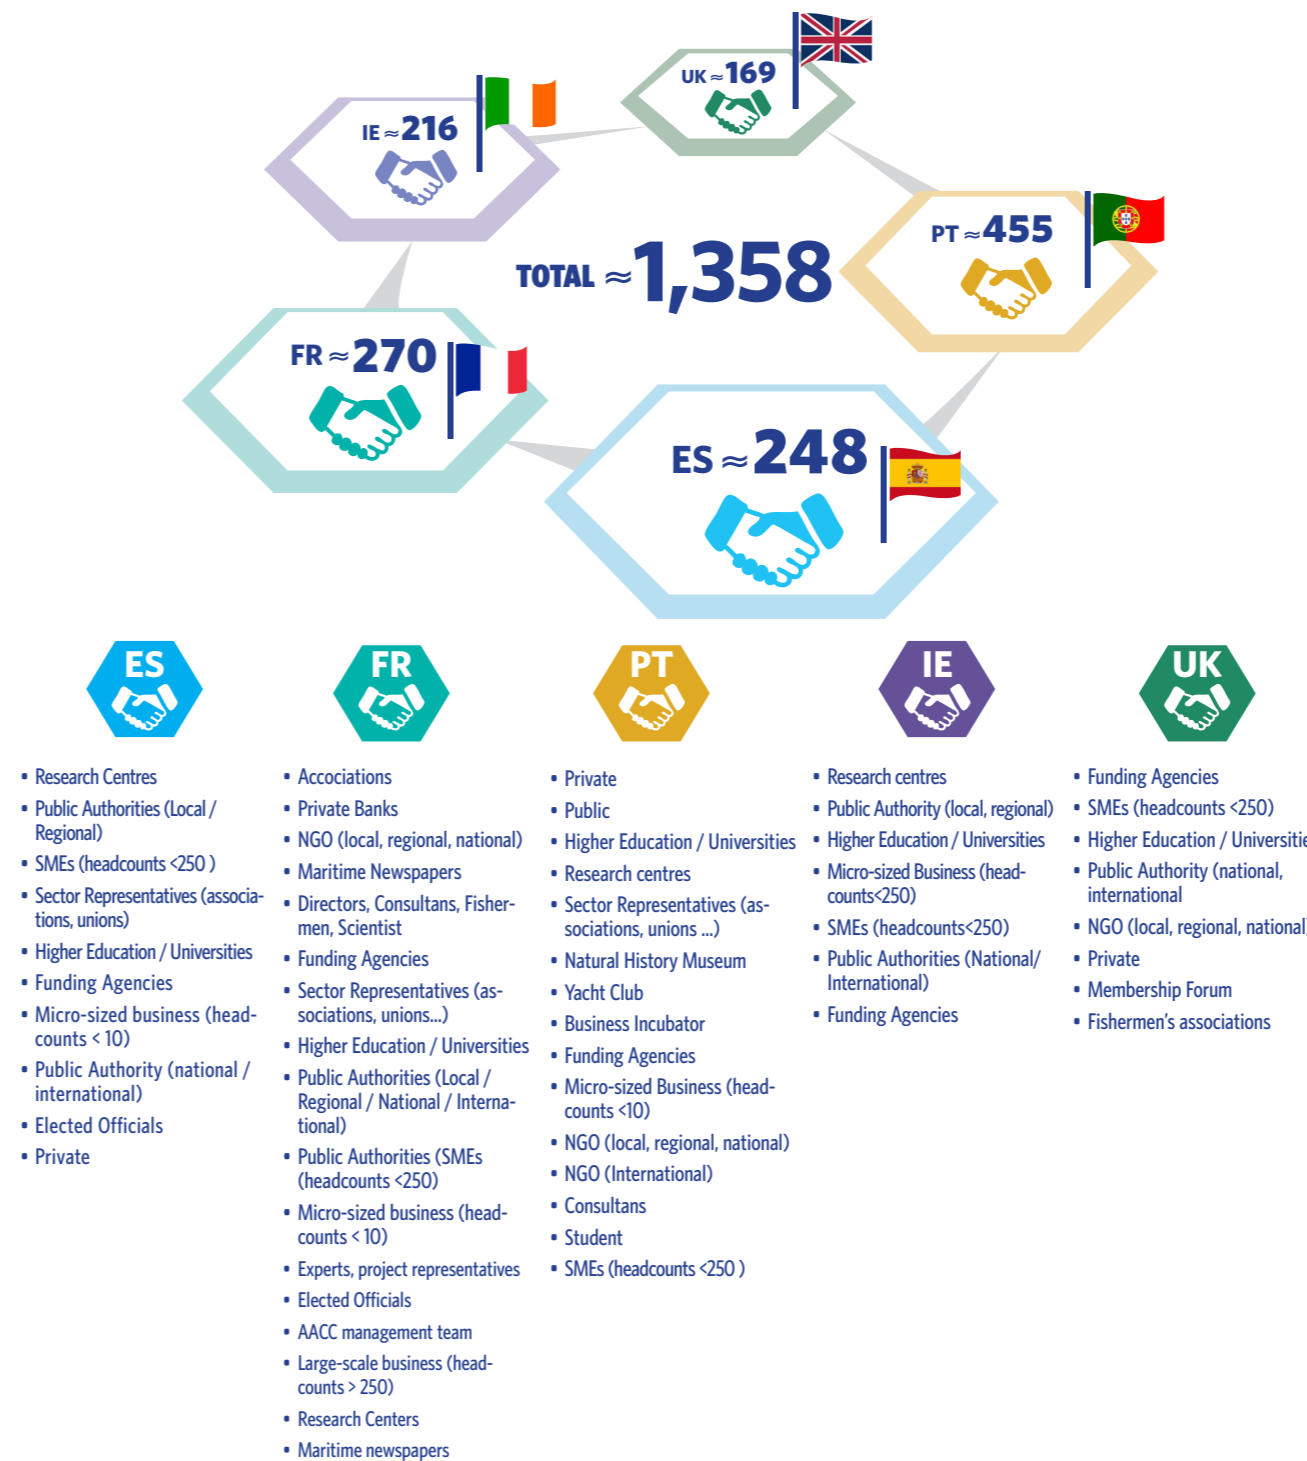 UK ≈169
IE ≈216
PT ≈455
TOTAL ≈1,358
FR ≈270
ES ≈248
ES
• Research Centres
• Public Authorities (Local /
Regional)
• SMEs (headcounts <250 )
• Sector Representatives (associa-
tions, unions)
• Higher Education / Universities
• Funding Agencies
• Micro-sized business (head-
counts < 10)
• Public Authority (national /
international)
• Elected Officials
• Private
FR
• Accociations
• Private Banks
• NGO (local, regional, national)
• Maritime Newspapers
• Directors, Consultans, Fisher-
men, Scientist
• Funding Agencies
• Sector Representatives (as-
sociations, unions...)
• Higher Education / Universities
• Public Authorities (Local /
Regional / National / Interna-
tional)
• Public Authorities (SMEs
(headcounts <250)
• Micro-sized business (head-
counts < 10)
• Experts, project representatives
• Elected Officials
• AACC management team
• Large-scale business (head-
counts > 250)
• Research Centers
• Maritime newspapers
PT
• Private
• Public
• Higher Education / Universities
• Research centres
• Sector Representatives (as-
sociations, unions ...)
• Natural History Museum
• Yacht Club
• Business Incubator
• Funding Agencies
• Micro-sized Business (head-
counts <10)
• NGO (local, regional, national)
• NGO (International)
• Consultans
• Student
• SMEs (headcounts <250 )
IE
• Research centres
• Public Authority (local, regional)
• Higher Education / Universities
• Micro-sized Business (head-
counts<250)
• SMEs (headcounts<250)
• Public Authorities (National/
International)
• Funding Agencies
UK
• Funding Agencies
• SMEs (headcounts <250)
• Higher Education / Universitie
• Public Authority (national,
international
• NGO (local, regional, national)
• Private
• Membership Forum
• Fishermen's associations